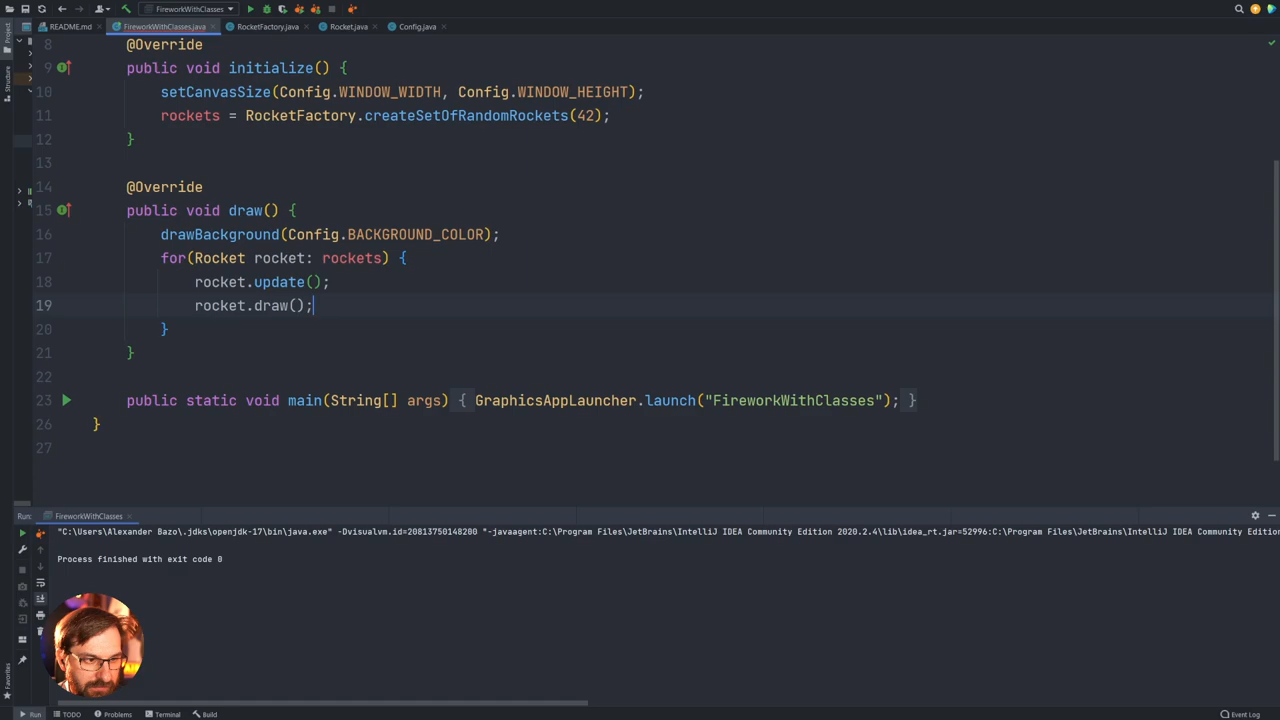 FireworkWithClasses
README.md
FireworkWithClasses.java
RocketFactory.java
Rocket.java
Config.java
Project
Structure
8 @Override
9 public void initialize() {
10 setCanvasSize(Config.WINDOW_WIDTH, Config.WINDOW_HEIGHT);
11 rockets = RocketFactory.createSetOfRandomRockets(42);
12 }
13
14 @Override
15 public void draw() {
16 drawBackground(Config.BACKGROUND_COLOR);
17 for(Rocket rocket: rockets) {
18 rocket.update();
19 rocket.draw();
20 }
21 }
22
23 public static void main(String[] args) { GraphicsAppLauncher.launch("FireworkWithClasses"); }
26 }
27
Run: FireworkWithClasses
"C:\Users\Alexander Bazo\.jdks\openjdk-17\bin\java.exe" -Dvisualvm.id=20813750148200 "-javaagent:C:\Program Files\JetBrains\IntelliJ IDEA Community Edition 2020.2.4\lib\idea_rt.jar=52996:C:\Program Files\JetBrains\IntelliJ IDEA Community Edition
Process finished with exit code 0
Favorites
Run
TODO
Problems
Terminal
Build
Event Log